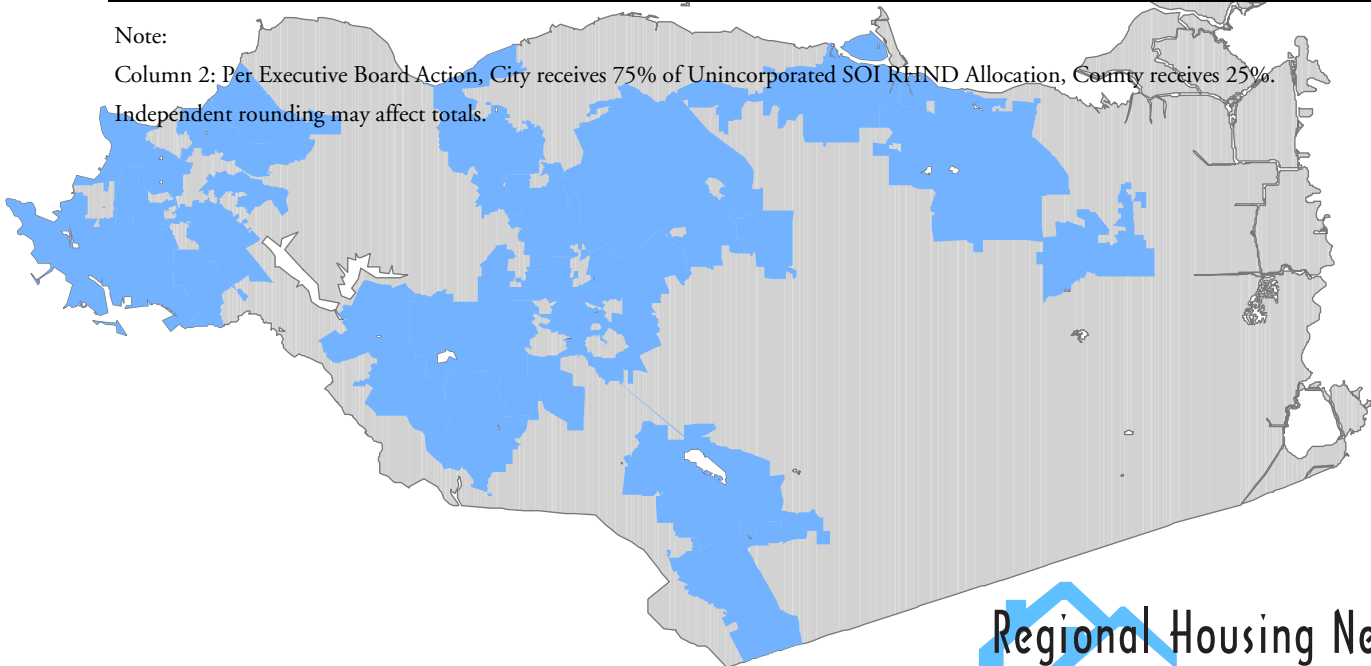 Note:
Column 2: Per Executive Board Action, City receives 75% of Unincorporated SOI RHND Allocation, County receives 25%.
Independent rounding may affect totals.
Regional Housing Ne